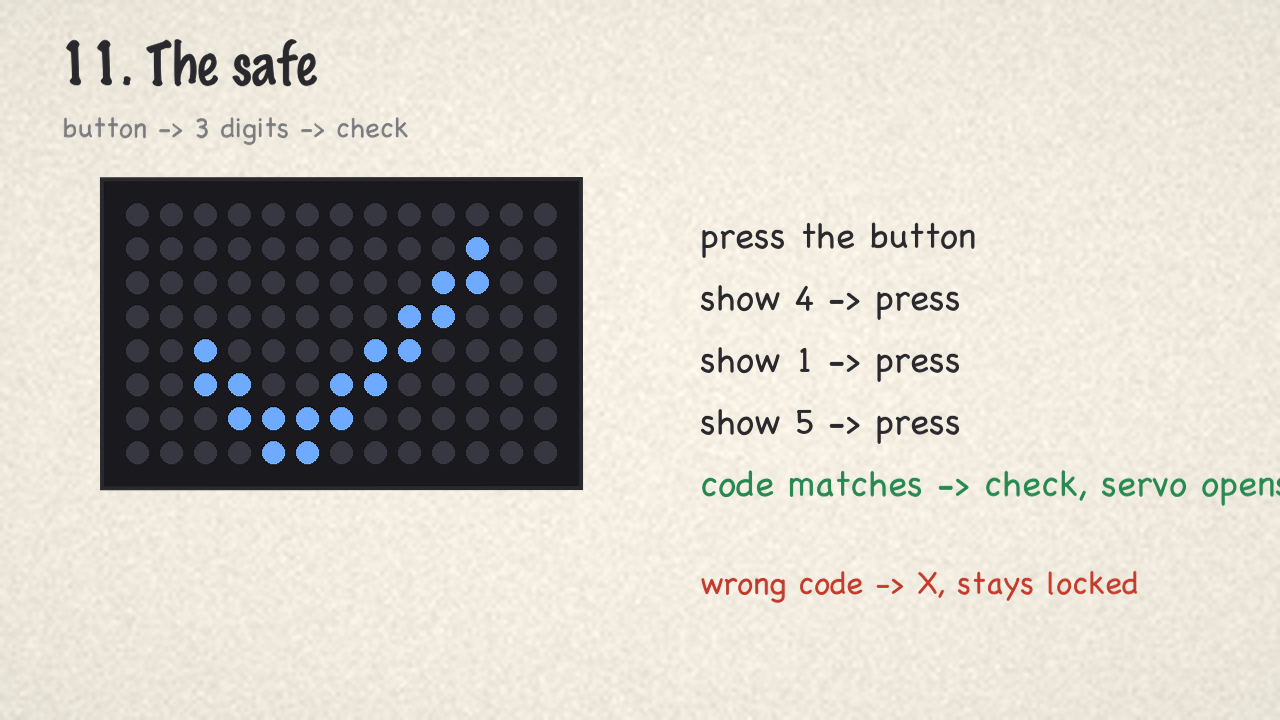 11. The safe
button -> 3 digits -> check
press the button
show 4 -> press
show 1 -> press
show 5 -> press
code matches -> check, servo opens
wrong code -> X, stays locked